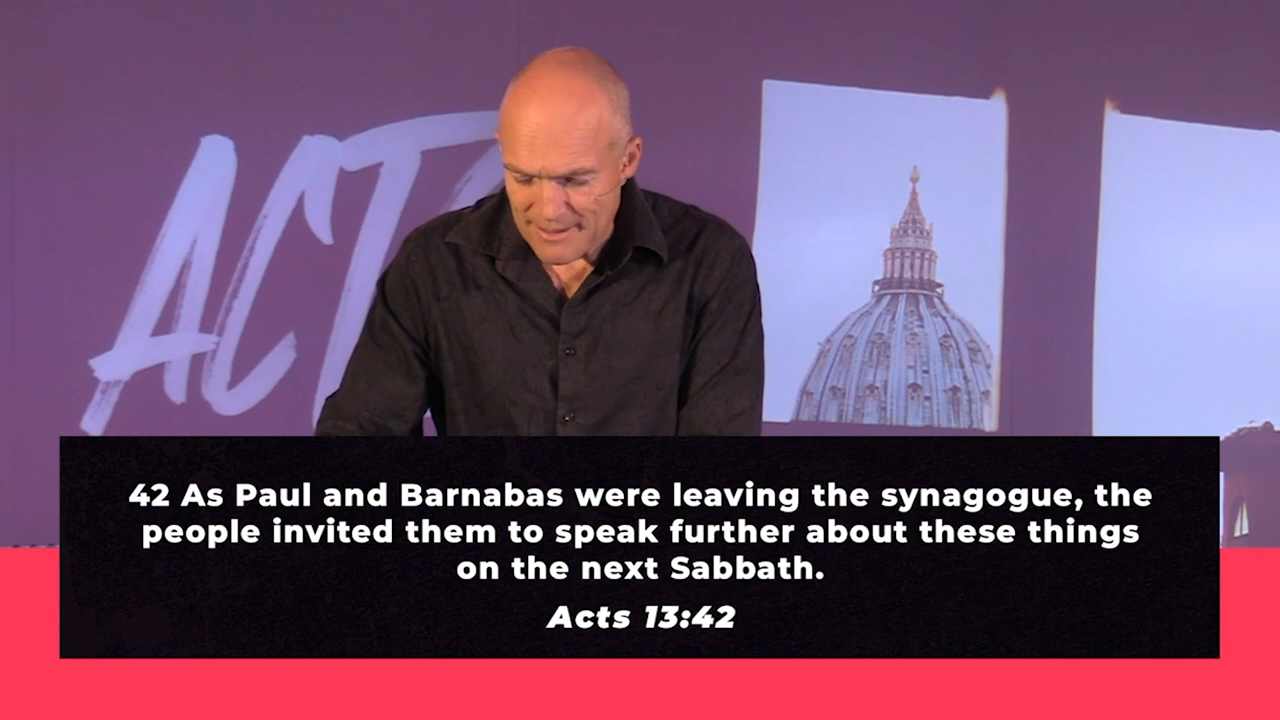 ACTS
42 As Paul and Barnabas were leaving the synagogue, the
people invited them to speak further about these things
on the next Sabbath.
Acts 13:42